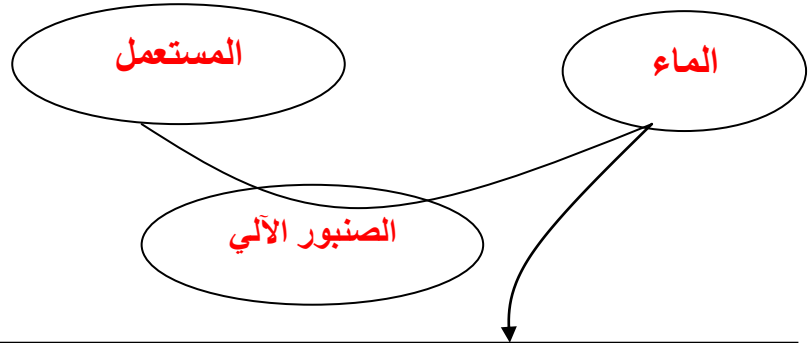 الماء
المستعمل
الصنبور الآلي